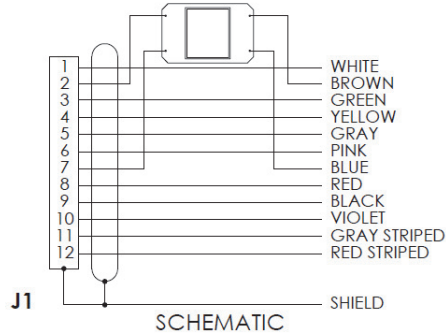 1 WHITE
2 BROWN
3 GREEN
4 YELLOW
5 GRAY
6 PINK
7 BLUE
8 RED
9 BLACK
10 VIOLET
11 GRAY STRIPED
12 RED STRIPED
J1 SHIELD
SCHEMATIC